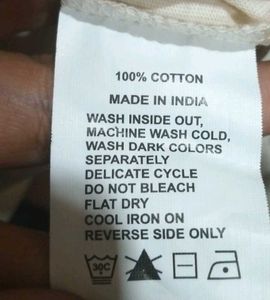 100% COTTON
MADE IN INDIA
WASH INSIDE OUT,
MACHINE WASH COLD,
WASH DARK COLORS
SEPARATELY
DELICATE CYCLE
DO NOT BLEACH
FLAT DRY
COOL IRON ON
REVERSE SIDE ONLY
30C